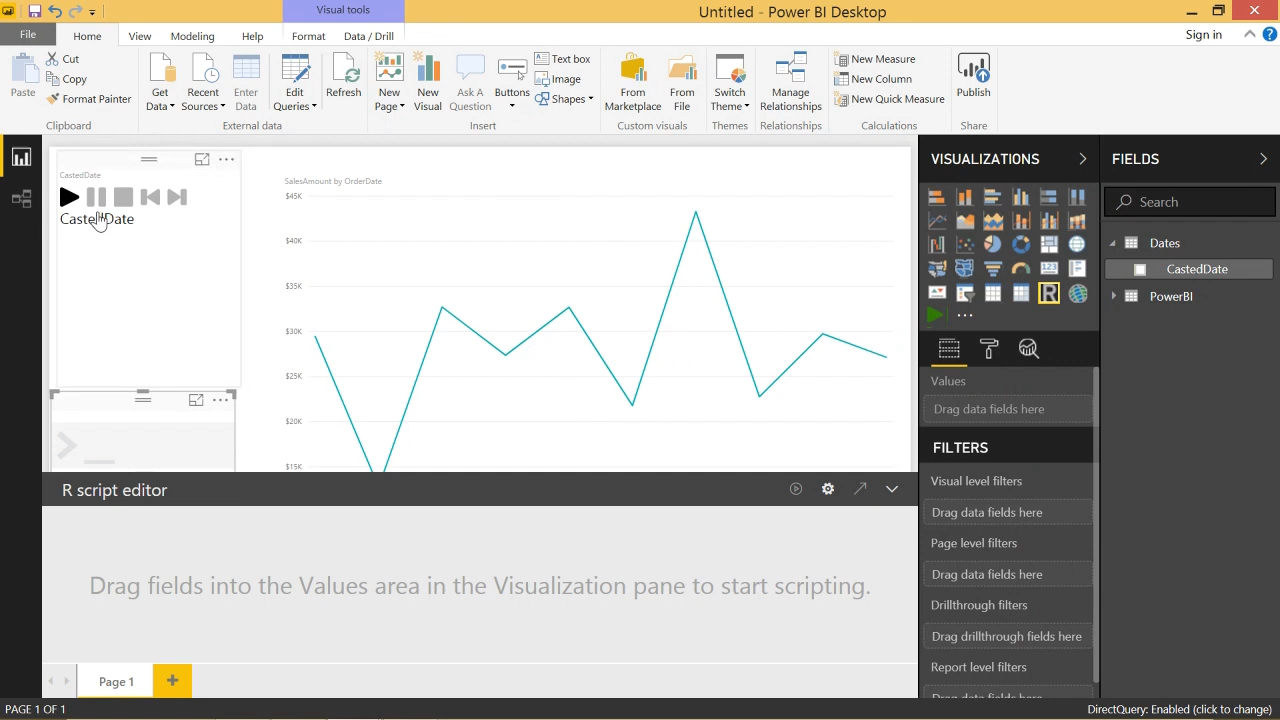 Visual tools
Untitled - Power BI Desktop
File
Home
View
Modeling
Help
Format
Data / Drill
Sign in
Paste
Cut
Copy
Format Painter
Clipboard
Get Data
Recent Sources
Enter Data
Edit Queries
Refresh
External data
New Page
New Visual
Ask A Question
Buttons
Text box
Image
Shapes
Insert
From Marketplace
From File
Custom visuals
Switch Theme
Themes
Manage Relationships
Relationships
New Measure
New Column
New Quick Measure
Calculations
Publish
Share
CastedDate
CastedDate
SalesAmount by OrderDate
$45K
$40K
$35K
$30K
$25K
$20K
$15K
R script editor
Drag fields into the Values area in the Visualization pane to start scripting.
Page 1
VISUALIZATIONS
123
R
Values
Drag data fields here
FILTERS
Visual level filters
Drag data fields here
Page level filters
Drag data fields here
Drillthrough filters
Drag drillthrough fields here
Report level filters
Drag data fields here
FIELDS
Search
Dates
CastedDate
PowerBI
PAGE 1 OF 1
DirectQuery: Enabled (click to change)